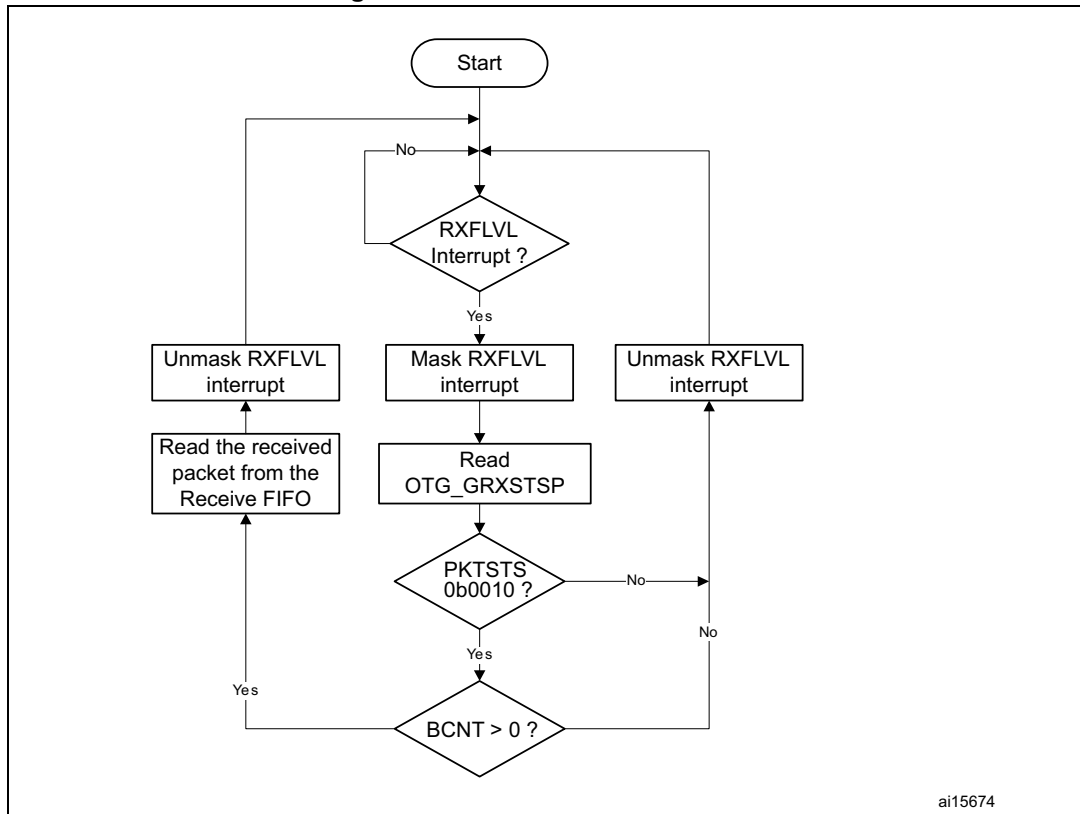 Start
No
RXFLVL
Interrupt ?
Yes
Unmask RXFLVL
interrupt
Mask RXFLVL
interrupt
Unmask RXFLVL
interrupt
Read the received
packet from the
Receive FIFO
Read
OTG_GRXSTSP
PKTSTS
0b0010 ?
No
No
Yes
Yes
BCNT > 0 ?
ai15674